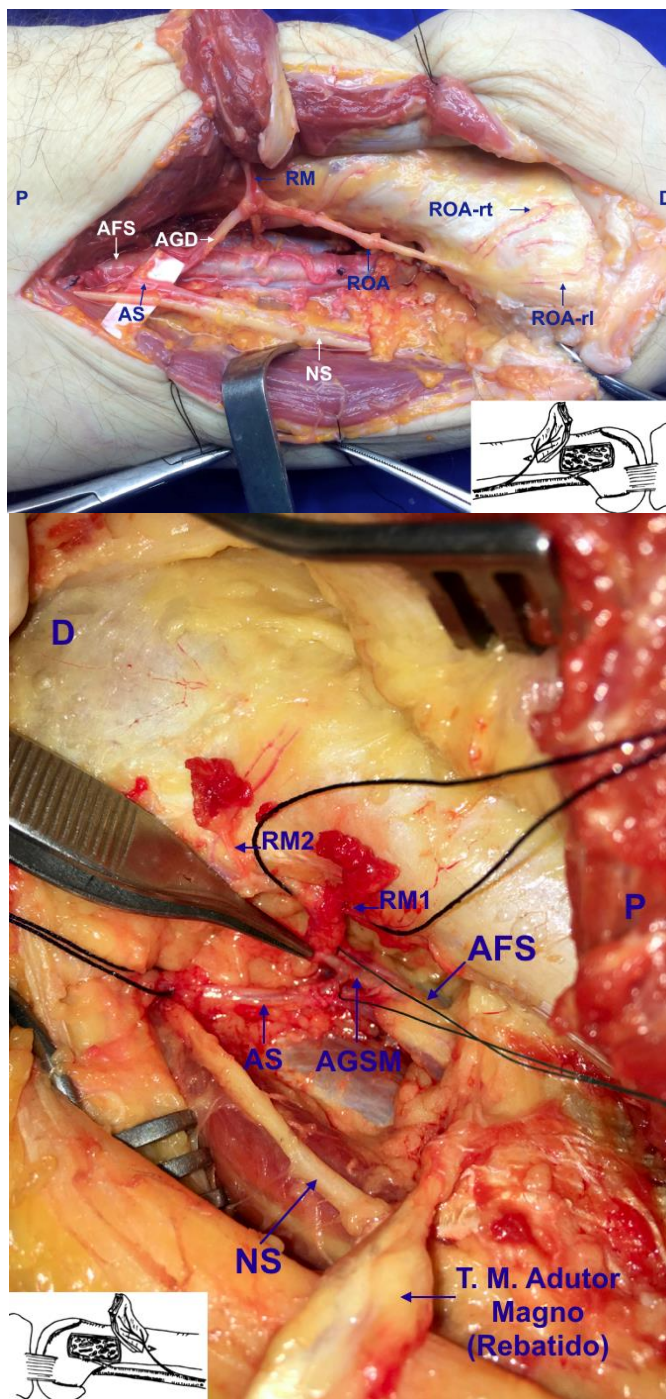 RM
P
D
ROA-rt
AFS
AGD
ROA
AS
ROA-rl
NS
D
RM2
RM1
P
AFS
AS
AGSM
NS
T. M. Adutor
Magno
(Rebatido)